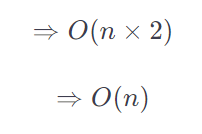 ⇒ O(n × 2)
⇒ O(n)